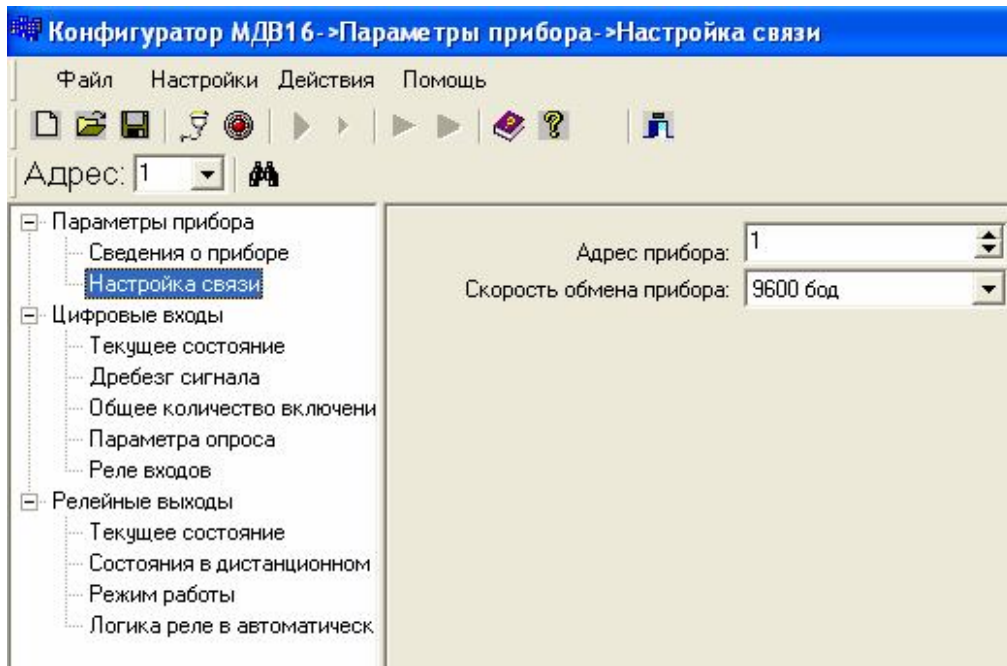 Конфигуратор МДВ16->Параметры прибора->Настройка связи
Файл Настройки Действия Помощь
Адрес: 1
Параметры прибора
Сведения о приборе
Настройка связи
Цифровые входы
Текущее состояние
Дребезг сигнала
Общее количество включени
Параметра опроса
Реле входов
Релейные выходы
Текущее состояние
Состояния в дистанционном
Режим работы
Логика реле в автоматическ
Адрес прибора: 1
Скорость обмена прибора: 9600 бод